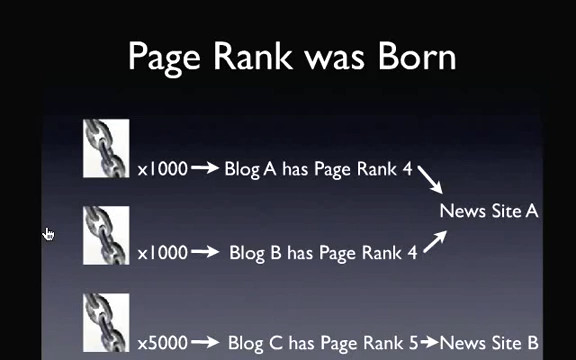 Page Rank was Born
x1000 → Blog A has Page Rank 4
News Site A
x1000 → Blog B has Page Rank 4
x5000 → Blog C has Page Rank 5 → News Site B